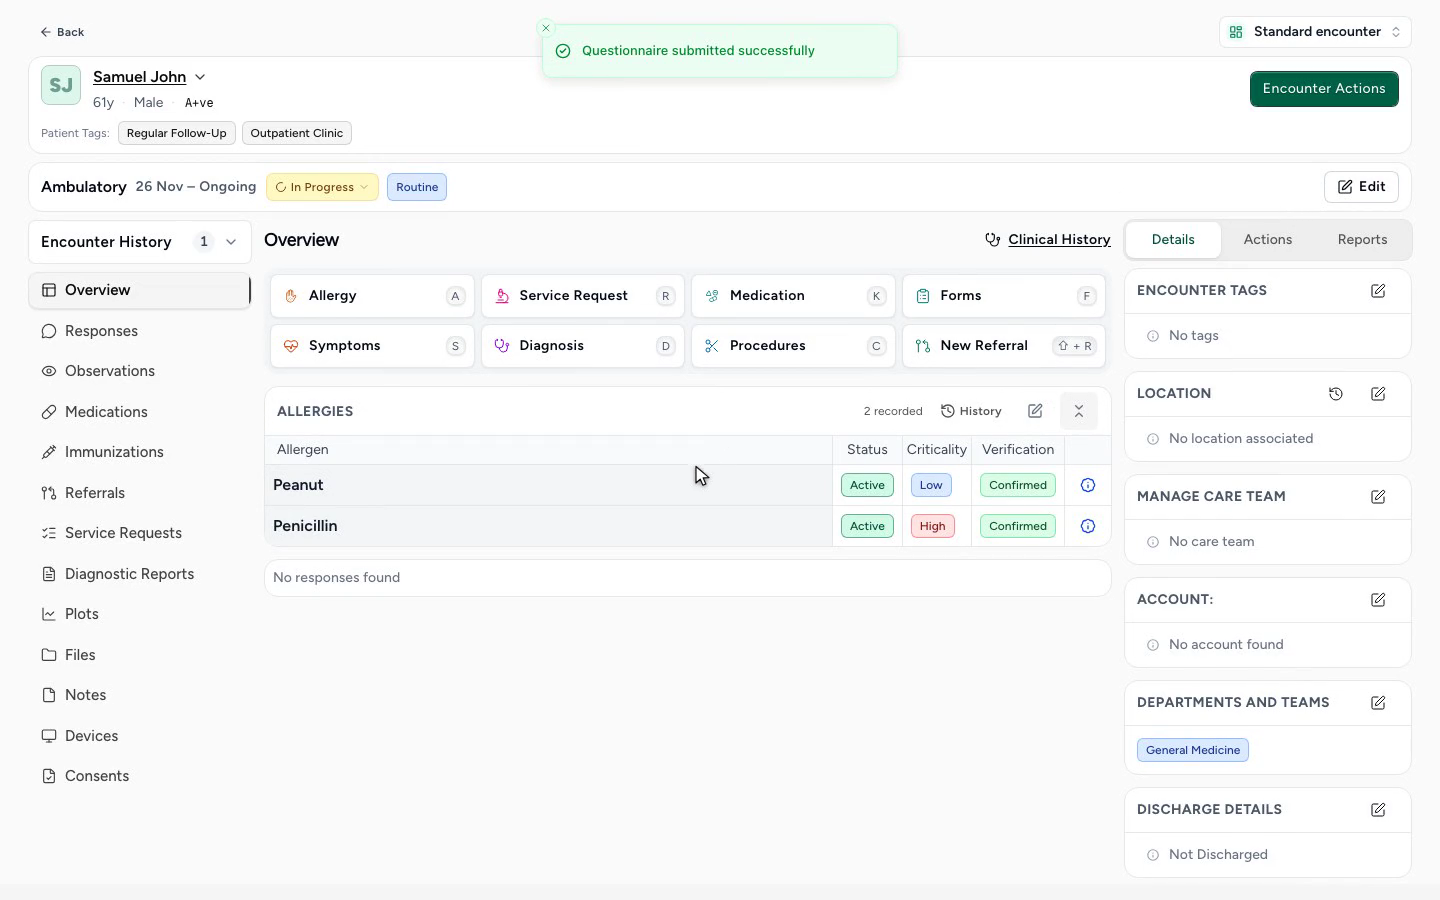 Back
Questionnaire submitted successfully
Standard encounter
SJ
Samuel John
61y · Male · A+ve
Encounter Actions
Patient Tags: Regular Follow-Up Outpatient Clinic
Ambulatory 26 Nov – Ongoing In Progress Routine
Edit
Encounter History 1
Overview
Responses
Observations
Medications
Immunizations
Referrals
Service Requests
Diagnostic Reports
Plots
Files
Notes
Devices
Consents
Overview
Clinical History
Allergy A
Service Request R
Medication K
Forms F
Symptoms S
Diagnosis D
Procedures C
New Referral ⇧ + R
ALLERGIES 2 recorded History
Allergen Status Criticality Verification
Peanut Active Low Confirmed
Penicillin Active High Confirmed
No responses found
Details Actions Reports
ENCOUNTER TAGS
No tags
LOCATION
No location associated
MANAGE CARE TEAM
No care team
ACCOUNT:
No account found
DEPARTMENTS AND TEAMS
General Medicine
DISCHARGE DETAILS
Not Discharged